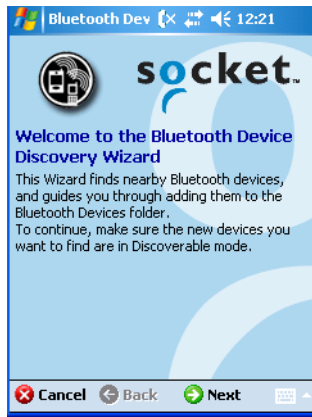 Bluetooth Dev 12:21
socket™
Welcome to the Bluetooth Device
Discovery Wizard
This Wizard finds nearby Bluetooth devices,
and guides you through adding them to the
Bluetooth Devices folder.
To continue, make sure the new devices you
want to find are in Discoverable mode.
Cancel Back Next